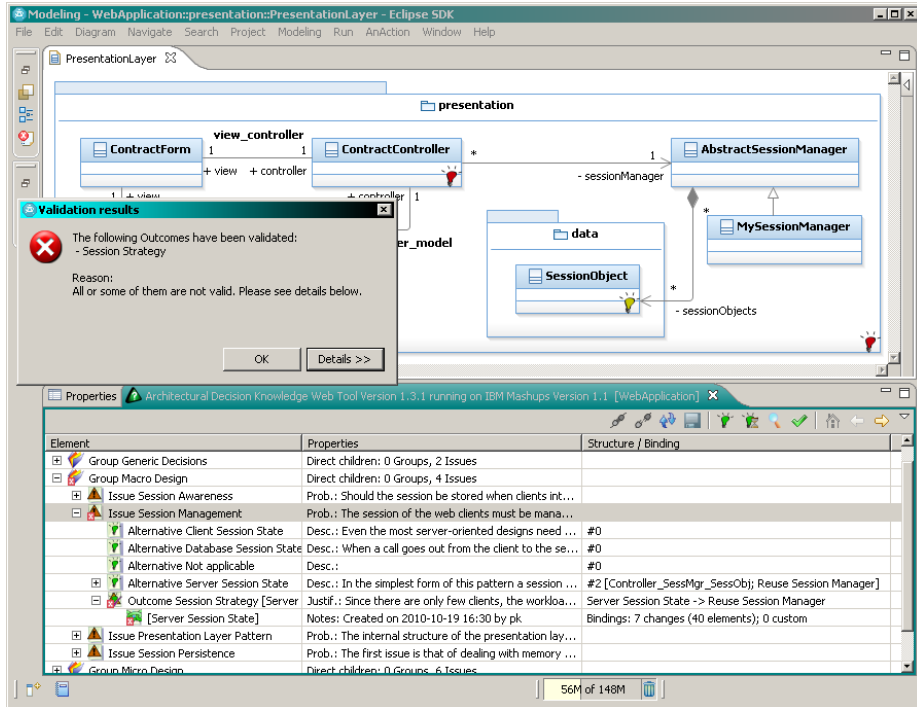 Modeling - WebApplication::presentation::PresentationLayer - Eclipse SDK
File Edit Diagram Navigate Search Project Modeling Run AnAction Window Help
PresentationLayer
presentation
view_controller
ContractForm 1 1 ContractController * 1 AbstractSessionManager
+ view + controller - sessionManager
1 + view + controller 1
Validation results
The following Outcomes have been validated:
- Session Strategy
Reason:
All or some of them are not valid. Please see details below.
OK Details >>
er_model
data
* MySessionManager
SessionObject
*
- sessionObjects
Properties Architectural Decision Knowledge Web Tool Version 1.3.1 running on IBM Mashups Version 1.1 [WebApplication]
Element Properties Structure / Binding
Group Generic Decisions Direct children: 0 Groups, 2 Issues
Group Macro Design Direct children: 0 Groups, 4 Issues
Issue Session Awareness Prob.: Should the session be stored when clients int...
Issue Session Management Prob.: The session of the web clients must be mana...
Alternative Client Session State Desc.: Even the most server-oriented designs need ... #0
Alternative Database Session State Desc.: When a call goes out from the client to the se... #0
Alternative Not applicable Desc.: #0
Alternative Server Session State Desc.: In the simplest form of this pattern a session ... #2 [Controller_SessMgr_SessObj; Reuse Session Manager]
Outcome Session Strategy [Server Justif.: Since there are only few clients, the workloa... Server Session State -> Reuse Session Manager
[Server Session State] Notes: Created on 2010-10-19 16:30 by pk Bindings: 7 changes (40 elements); 0 custom
Issue Presentation Layer Pattern Prob.: The internal structure of the presentation lay...
Issue Session Persistence Prob.: The first issue is that of dealing with memory ...
Group Micro Design Direct children: 0 Groups, 6 Issues
56M of 148M